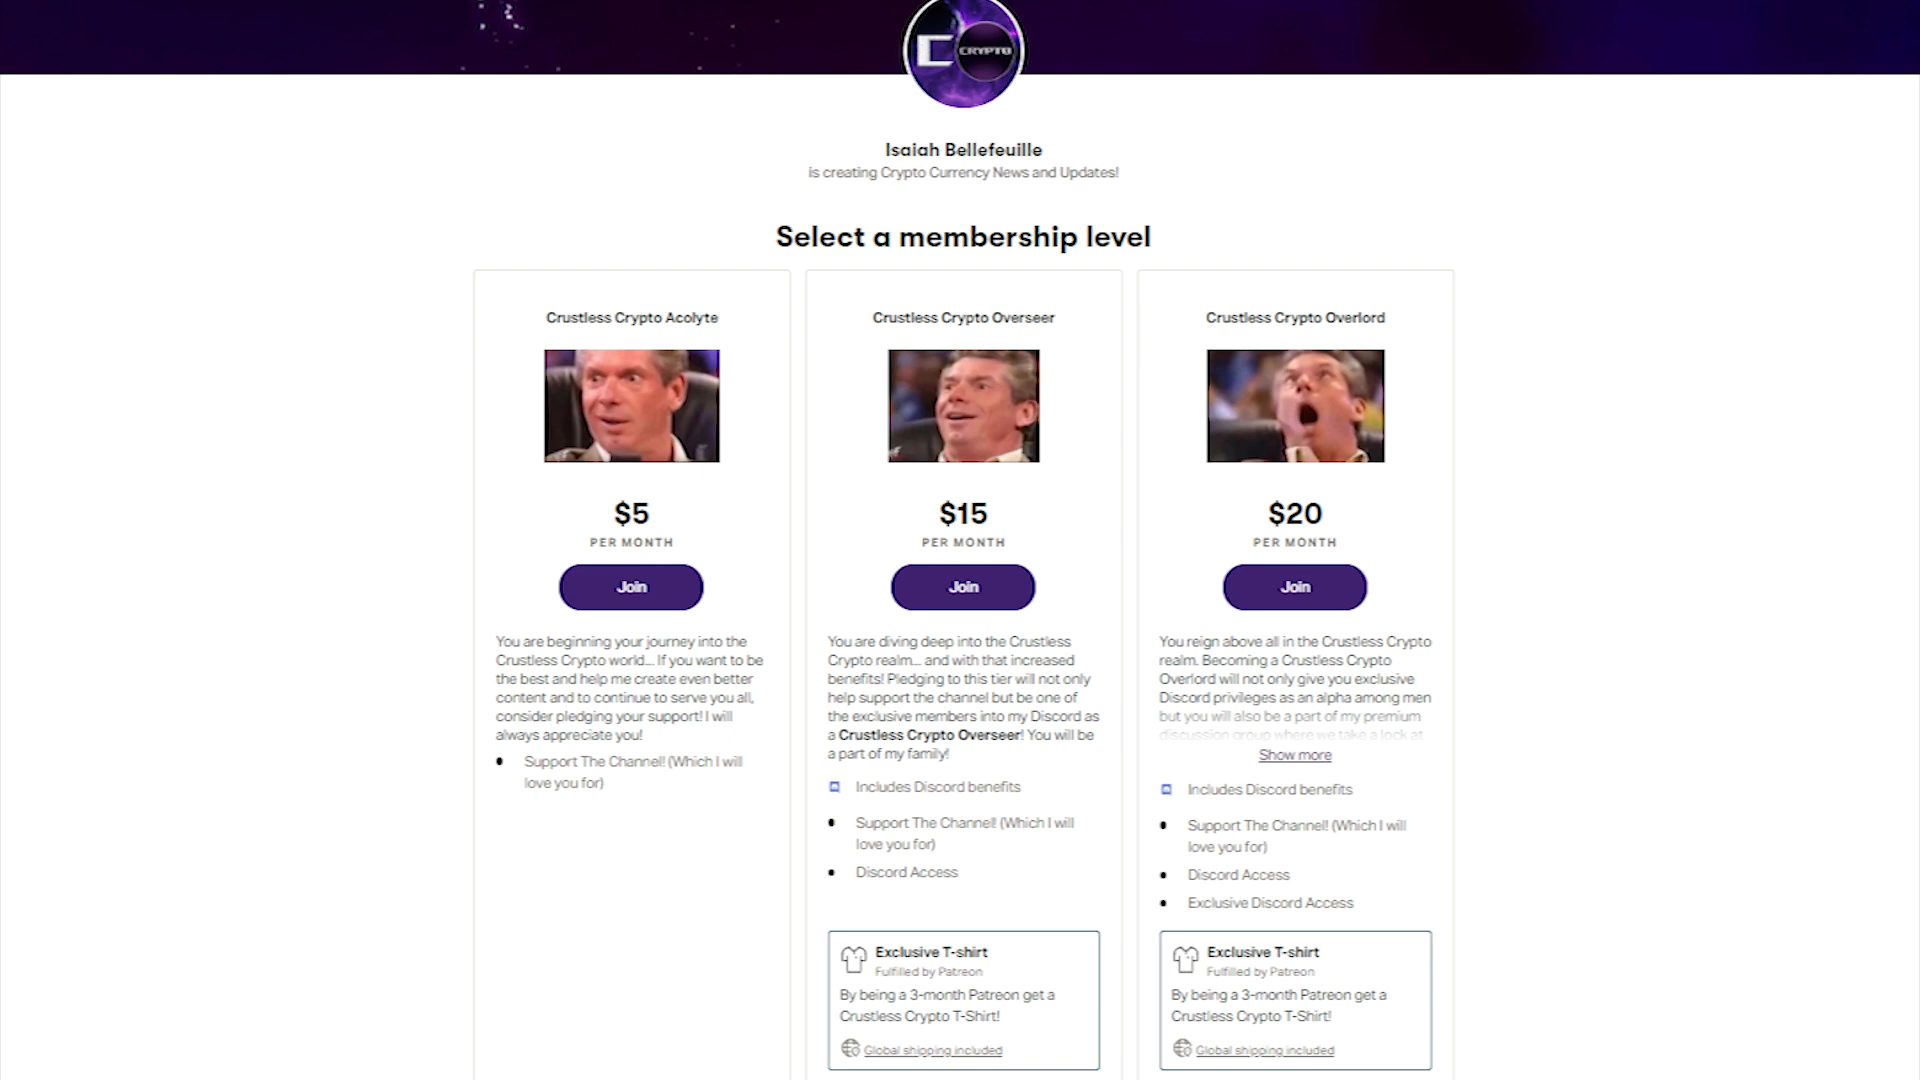 C CRYPTO
Isaiah Bellefeuille
is creating Crypto Currency News and Updates!
Select a membership level
Crustless Crypto Acolyte
$5
PER MONTH
Join
You are beginning your journey into the
Crustless Crypto world... If you want to be
the best and help me create even better
content and to continue to serve you all,
consider pledging your support! I will
always appreciate you!
Support The Channel! (Which I will
love you for)
Crustless Crypto Overseer
$15
PER MONTH
Join
You are diving deep into the Crustless
Crypto realm... and with that increased
benefits! Pledging to this tier will not only
help support the channel but be one of
the exclusive members into my Discord as
a Crustless Crypto Overseer! You will be
a part of my family!
Includes Discord benefits
Support The Channel! (Which I will
love you for)
Discord Access
Exclusive T-shirt
Fulfilled by Patreon
By being a 3-month Patreon get a
Crustless Crypto T-Shirt!
Global shipping included
Crustless Crypto Overlord
$20
PER MONTH
Join
You reign above all in the Crustless Crypto
realm. Becoming a Crustless Crypto
Overlord will not only give you exclusive
Discord privileges as an alpha among men
but you will also be a part of my premium
discussion group where we take a look at
Show more
Includes Discord benefits
Support The Channel! (Which I will
love you for)
Discord Access
Exclusive Discord Access
Exclusive T-shirt
Fulfilled by Patreon
By being a 3-month Patreon get a
Crustless Crypto T-Shirt!
Global shipping included